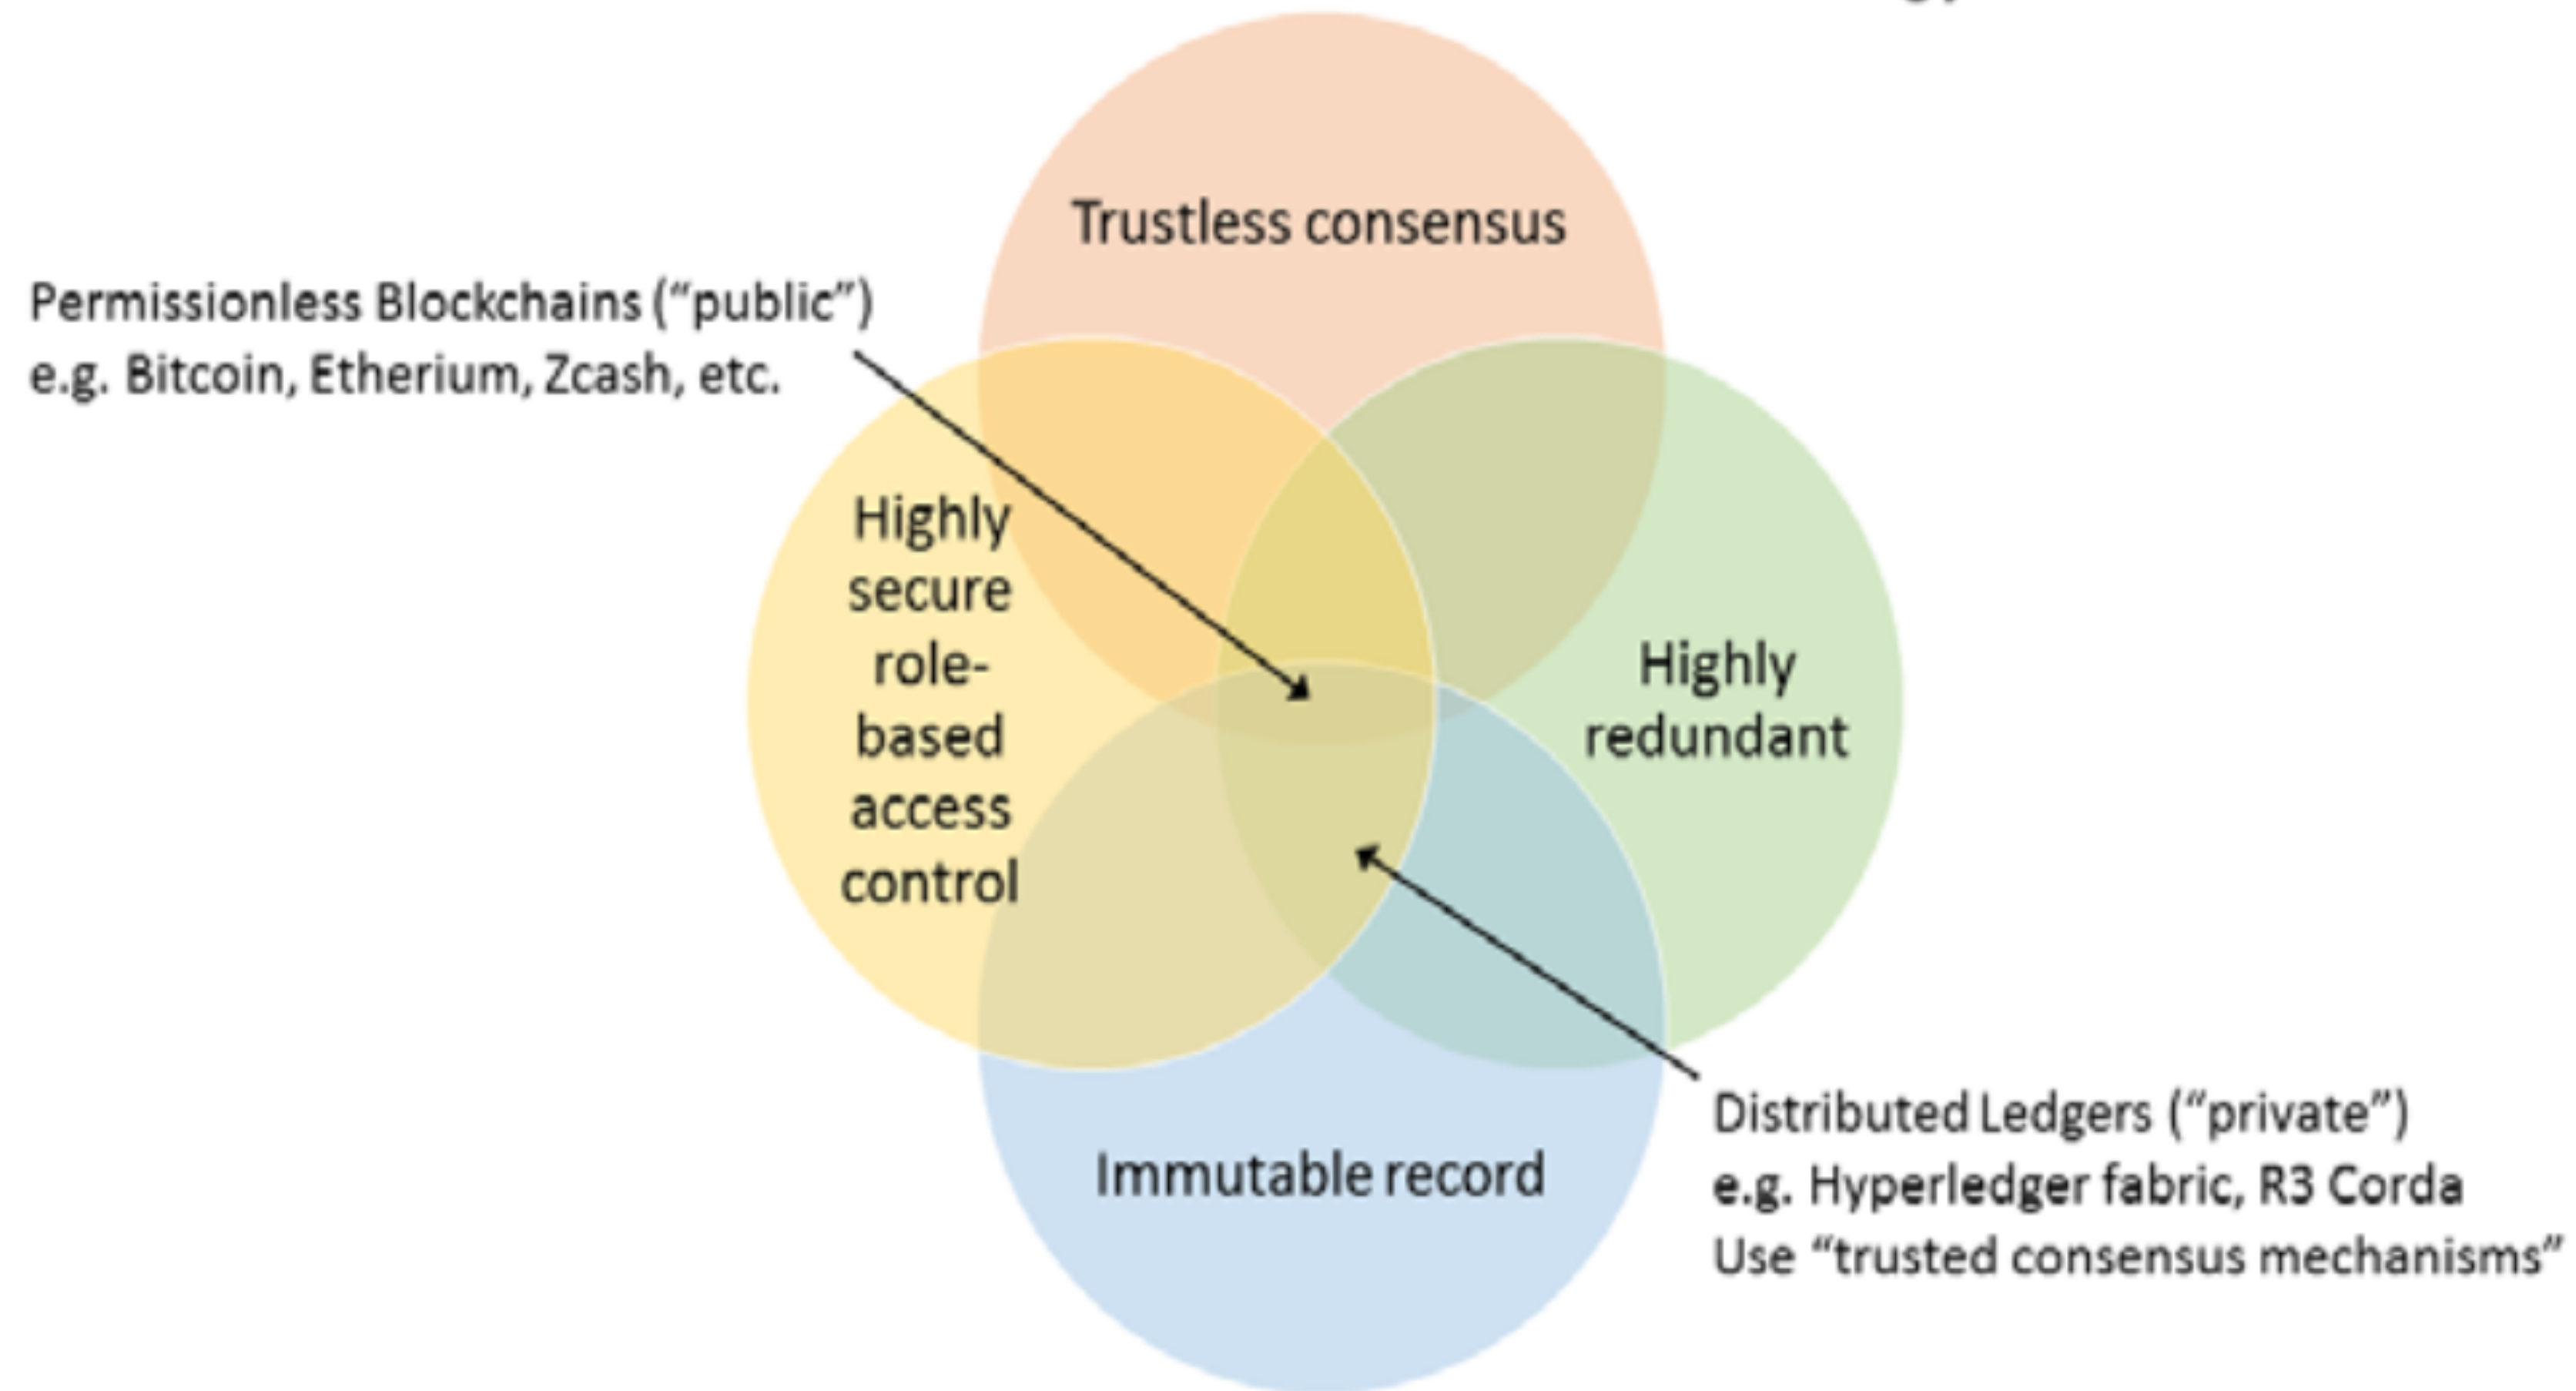 Trustless consensus
Permissionless Blockchains (“public”)
e.g. Bitcoin, Etherium, Zcash, etc.
Highly
secure
role-
based
access
control
Highly
redundant
Immutable record
Distributed Ledgers (“private”)
e.g. Hyperledger fabric, R3 Corda
Use “trusted consensus mechanisms”